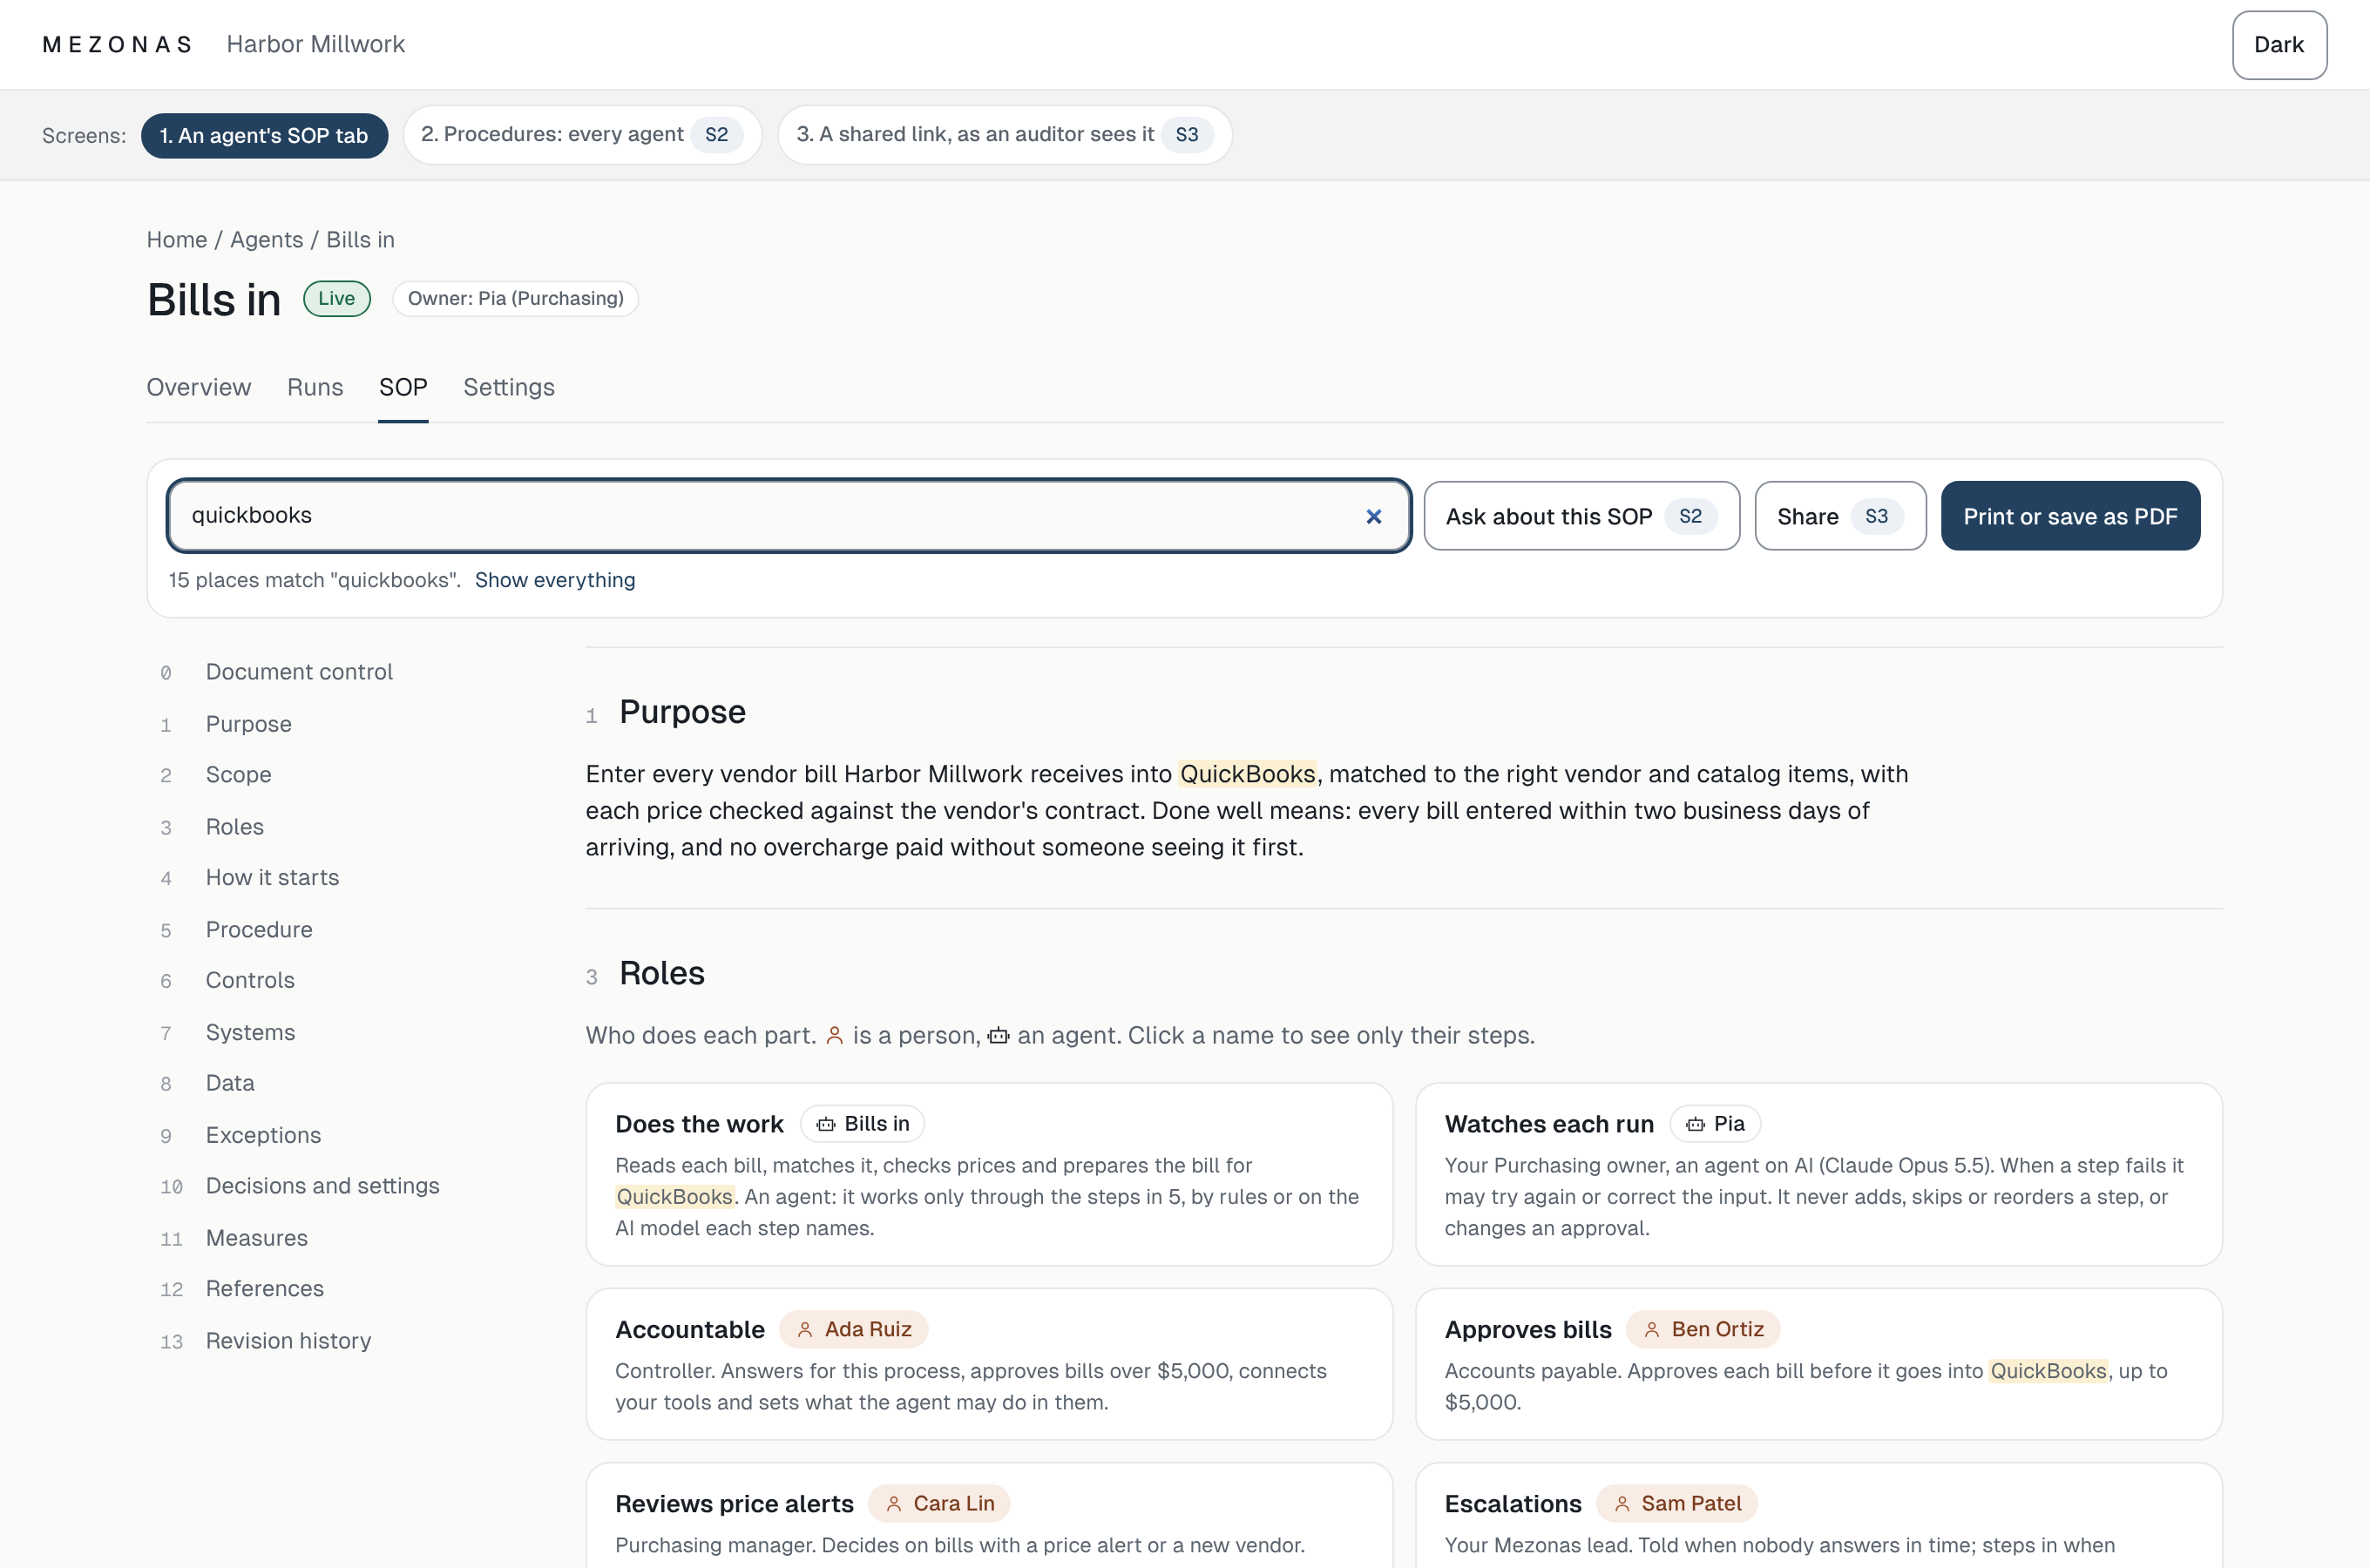 MEZONAS Harbor Millwork Dark
Screens: 1. An agent's SOP tab 2. Procedures: every agent S2 3. A shared link, as an auditor sees it S3
Home / Agents / Bills in
Bills in Live Owner: Pia (Purchasing)
Overview Runs SOP Settings
quickbooks × Ask about this SOP S2 Share S3 Print or save as PDF
15 places match "quickbooks". Show everything
0 Document control
1 Purpose
2 Scope
3 Roles
4 How it starts
5 Procedure
6 Controls
7 Systems
8 Data
9 Exceptions
10 Decisions and settings
11 Measures
12 References
13 Revision history
1 Purpose
Enter every vendor bill Harbor Millwork receives into QuickBooks, matched to the right vendor and catalog items, with
each price checked against the vendor's contract. Done well means: every bill entered within two business days of
arriving, and no overcharge paid without someone seeing it first.
3 Roles
Who does each part. is a person, an agent. Click a name to see only their steps.
Does the work Bills in
Reads each bill, matches it, checks prices and prepares the bill for
QuickBooks. An agent: it works only through the steps in 5, by rules or on the
AI model each step names.
Watches each run Pia
Your Purchasing owner, an agent on AI (Claude Opus 5.5). When a step fails it
may try again or correct the input. It never adds, skips or reorders a step, or
changes an approval.
Accountable Ada Ruiz
Controller. Answers for this process, approves bills over $5,000, connects
your tools and sets what the agent may do in them.
Approves bills Ben Ortiz
Accounts payable. Approves each bill before it goes into QuickBooks, up to
$5,000.
Reviews price alerts Cara Lin
Purchasing manager. Decides on bills with a price alert or a new vendor.
Escalations Sam Patel
Your Mezonas lead. Told when nobody answers in time; steps in when